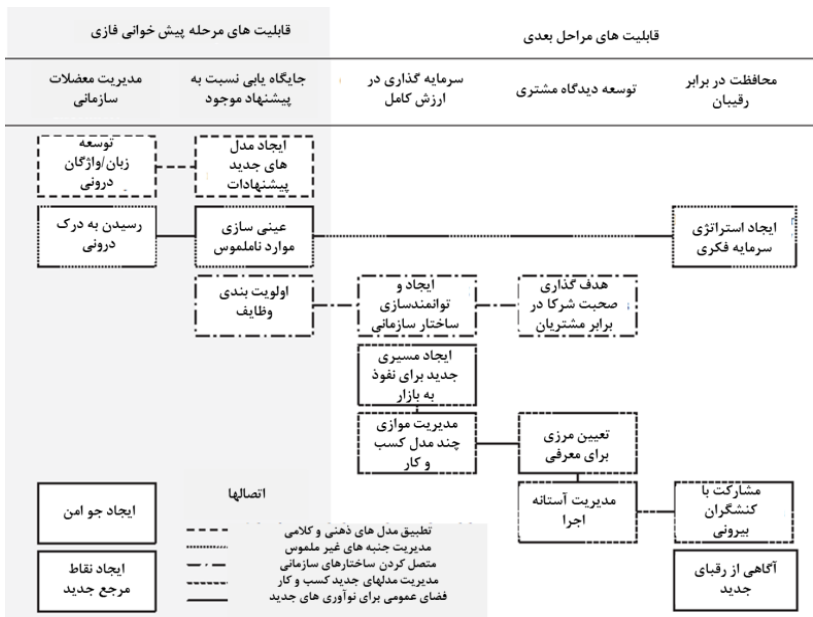 قابلیت های مراحل بعدی
قابلیت های مرحله پیش خوانی فازی
محافظت در برابر
رقیبان
توسعه دیدگاه مشتری
سرمایه گذاری در
ارزش کامل
جایگاه یابی نسبت به
پیشنهاد موجود
مدیریت معضلات
سازمانی
ایجاد مدل
های جدید
پیشنهادات
توسعه
زبان/واژگان
درونی
ایجاد استراتژی
سرمایه فکری
عینی سازی
موارد ناملموس
رسیدن به درک
درونی
هدف گذاری
صحبت شرکا در
برابر مشتریان
ایجاد و
توانمندسازی
ساختار سازمانی
اولویت بندی
وظایف
ایجاد مسیری
جدید برای نفوذ
به بازار
تعیین مرزی
برای معرفی
مدیریت موازی
چند مدل کسب
و کار
مشارکت با
کنشگران
بیرونی
مدیریت آستانه
اجرا
ایجاد جو امن
آگاهی از رقبای
جدید
ایجاد نقاط
مرجع جدید
اتصالها
تطبیق مدل های ذهنی و کلامی
مدیریت جنبه های غیر ملموس
متصل کردن ساختارهای سازمانی
مدیریت مدلهای جدید کسب و کار
فضای عمومی برای نوآوری های جدید